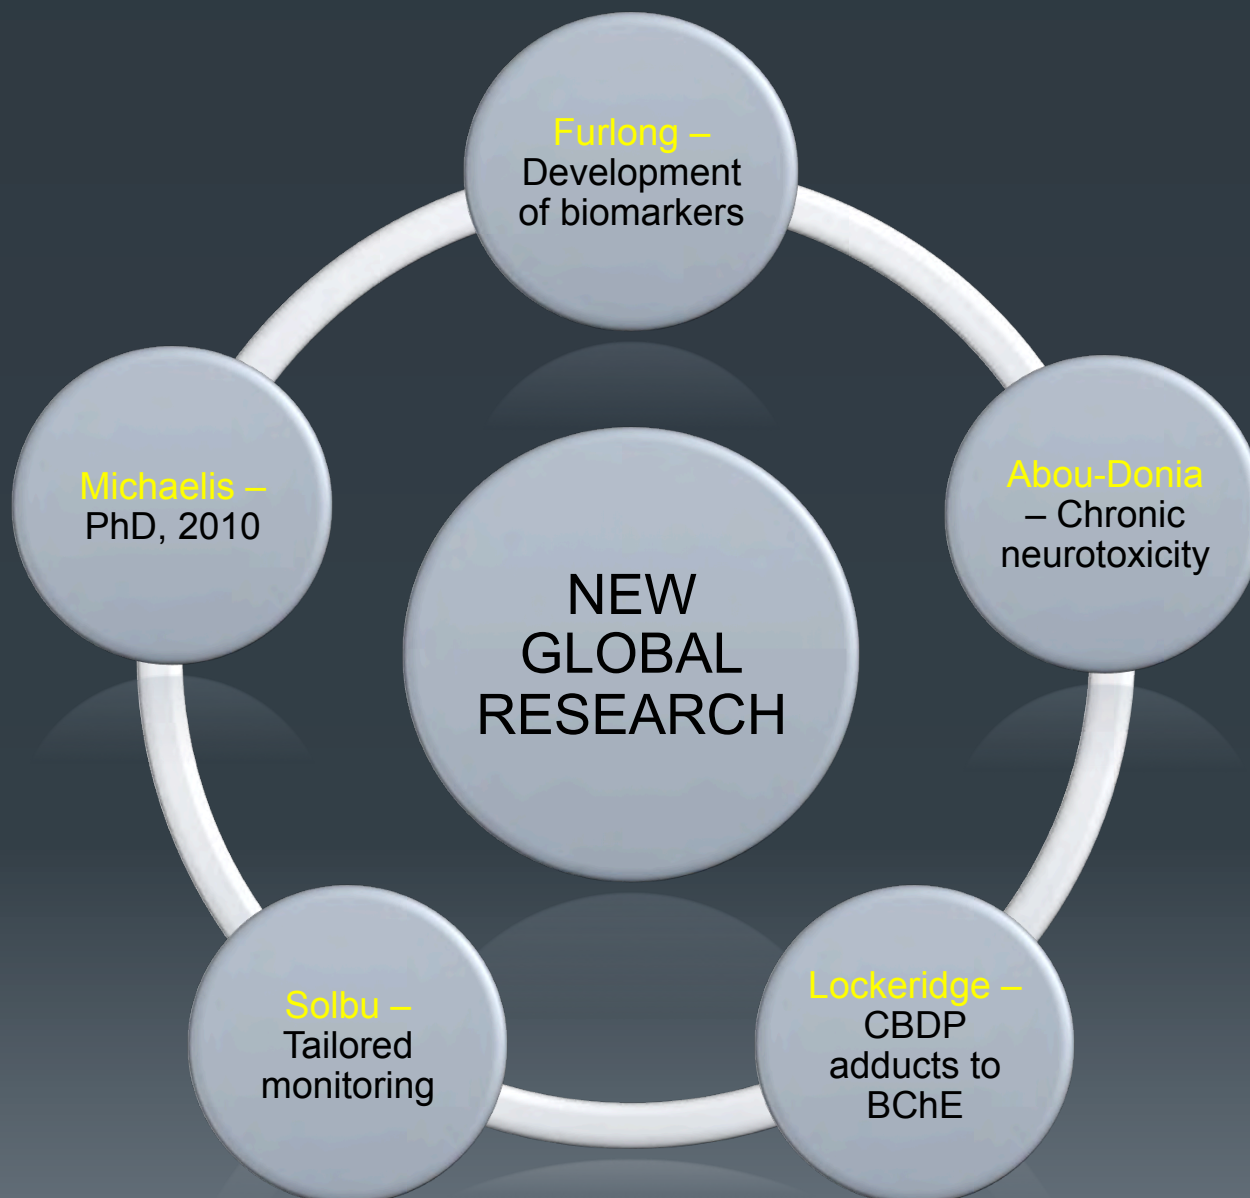 Furlong –
Development
of biomarkers
Abou-Donia
– Chronic
neurotoxicity
Lockeridge –
CBDP
adducts to
BChE
Solbu –
Tailored
monitoring
Michaelis –
PhD, 2010
NEW
GLOBAL
RESEARCH